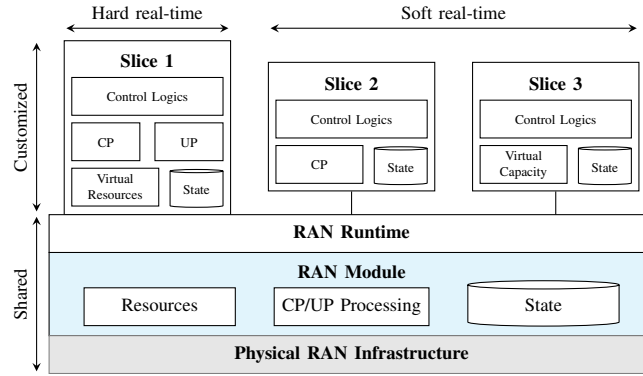 Hard real-time
Soft real-time
Customized
Shared
Slice 1
Control Logics
CP
UP
Virtual
Resources
State
Slice 2
Control Logics
CP
State
Slice 3
Control Logics
Virtual
Capacity
State
RAN Runtime
RAN Module
Resources
CP/UP Processing
State
Physical RAN Infrastructure